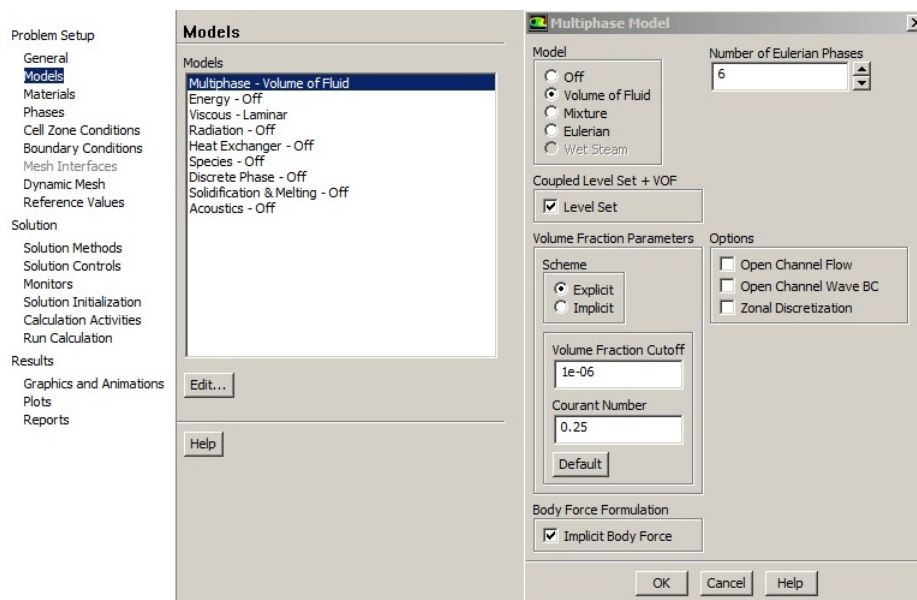 Problem Setup
General
Models
Materials
Phases
Cell Zone Conditions
Boundary Conditions
Mesh Interfaces
Dynamic Mesh
Reference Values
Solution
Solution Methods
Solution Controls
Monitors
Solution Initialization
Calculation Activities
Run Calculation
Results
Graphics and Animations
Plots
Reports
Models
Models
Multiphase - Volume of Fluid
Energy - Off
Viscous - Laminar
Radiation - Off
Heat Exchanger - Off
Species - Off
Discrete Phase - Off
Solidification & Melting - Off
Acoustics - Off
Edit...
Help
Multiphase Model
Model
Off
Volume of Fluid
Mixture
Eulerian
Wet Steam
Number of Eulerian Phases
6
Coupled Level Set + VOF
Level Set
Volume Fraction Parameters
Scheme
Explicit
Implicit
Volume Fraction Cutoff
1e-06
Courant Number
0.25
Default
Options
Open Channel Flow
Open Channel Wave BC
Zonal Discretization
Body Force Formulation
Implicit Body Force
OK
Cancel
Help